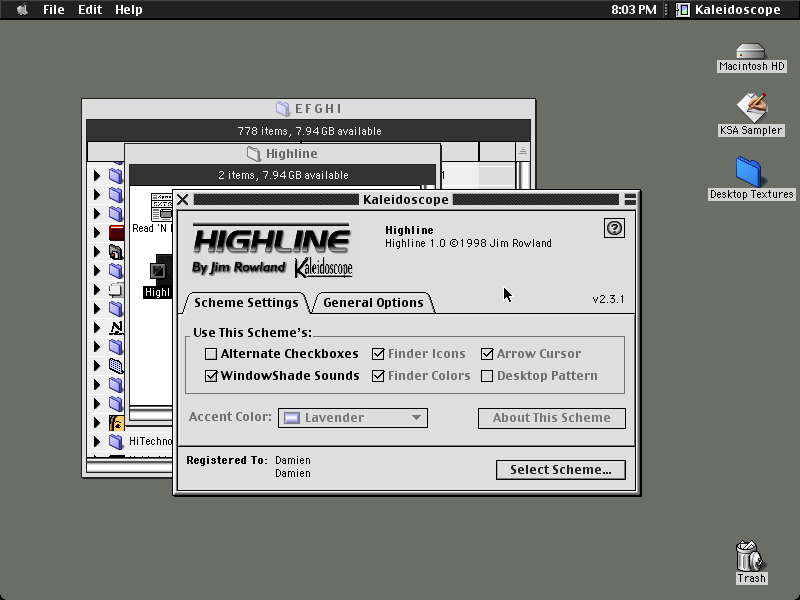 File Edit Help
8:03 PM Kaleidoscope
Macintosh HD
KSA Sampler
Desktop Textures
EFGHI
778 items, 7.94 GB available
Highline
2 items, 7.94 GB available
Read 'N
Highl
HiTechno
Kaleidoscope
HIGHLINE
By Jim Rowland Kaleidoscope
Highline
Highline 1.0 ©1998 Jim Rowland
v2.3.1
Scheme Settings General Options
Use This Scheme's:
Alternate Checkboxes Finder Icons Arrow Cursor
WindowShade Sounds Finder Colors Desktop Pattern
Accent Color: Lavender About This Scheme
Registered To: Damien
Damien
Select Scheme...
Trash